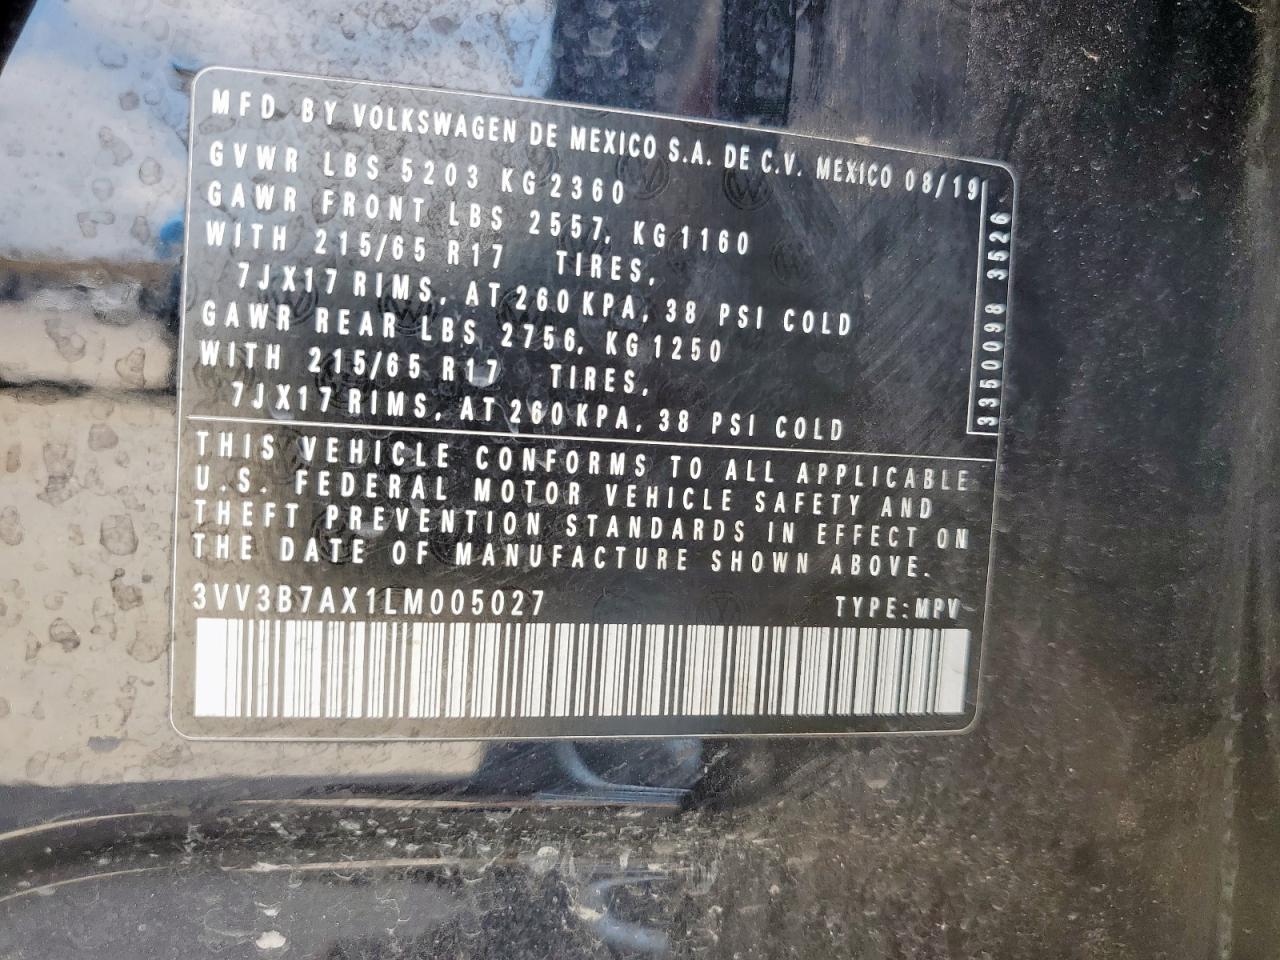 MFD BY VOLKSWAGEN DE MEXICO S.A. DE C.V. MEXICO 08/19
GVWR LBS 5203 KG 2360
GAWR FRONT LBS 2557, KG 1160
WITH 215/65 R17 TIRES,
7JX17 RIMS, AT 260 KPA, 38 PSI COLD
GAWR REAR LBS 2756, KG 1250
WITH 215/65 R17 TIRES,
7JX17 RIMS, AT 260 KPA, 38 PSI COLD
3350098 3526
THIS VEHICLE CONFORMS TO ALL APPLICABLE
U.S. FEDERAL MOTOR VEHICLE SAFETY AND
THEFT PREVENTION STANDARDS IN EFFECT ON
THE DATE OF MANUFACTURE SHOWN ABOVE.
3VV3B7AX1LM005027 TYPE:MPV